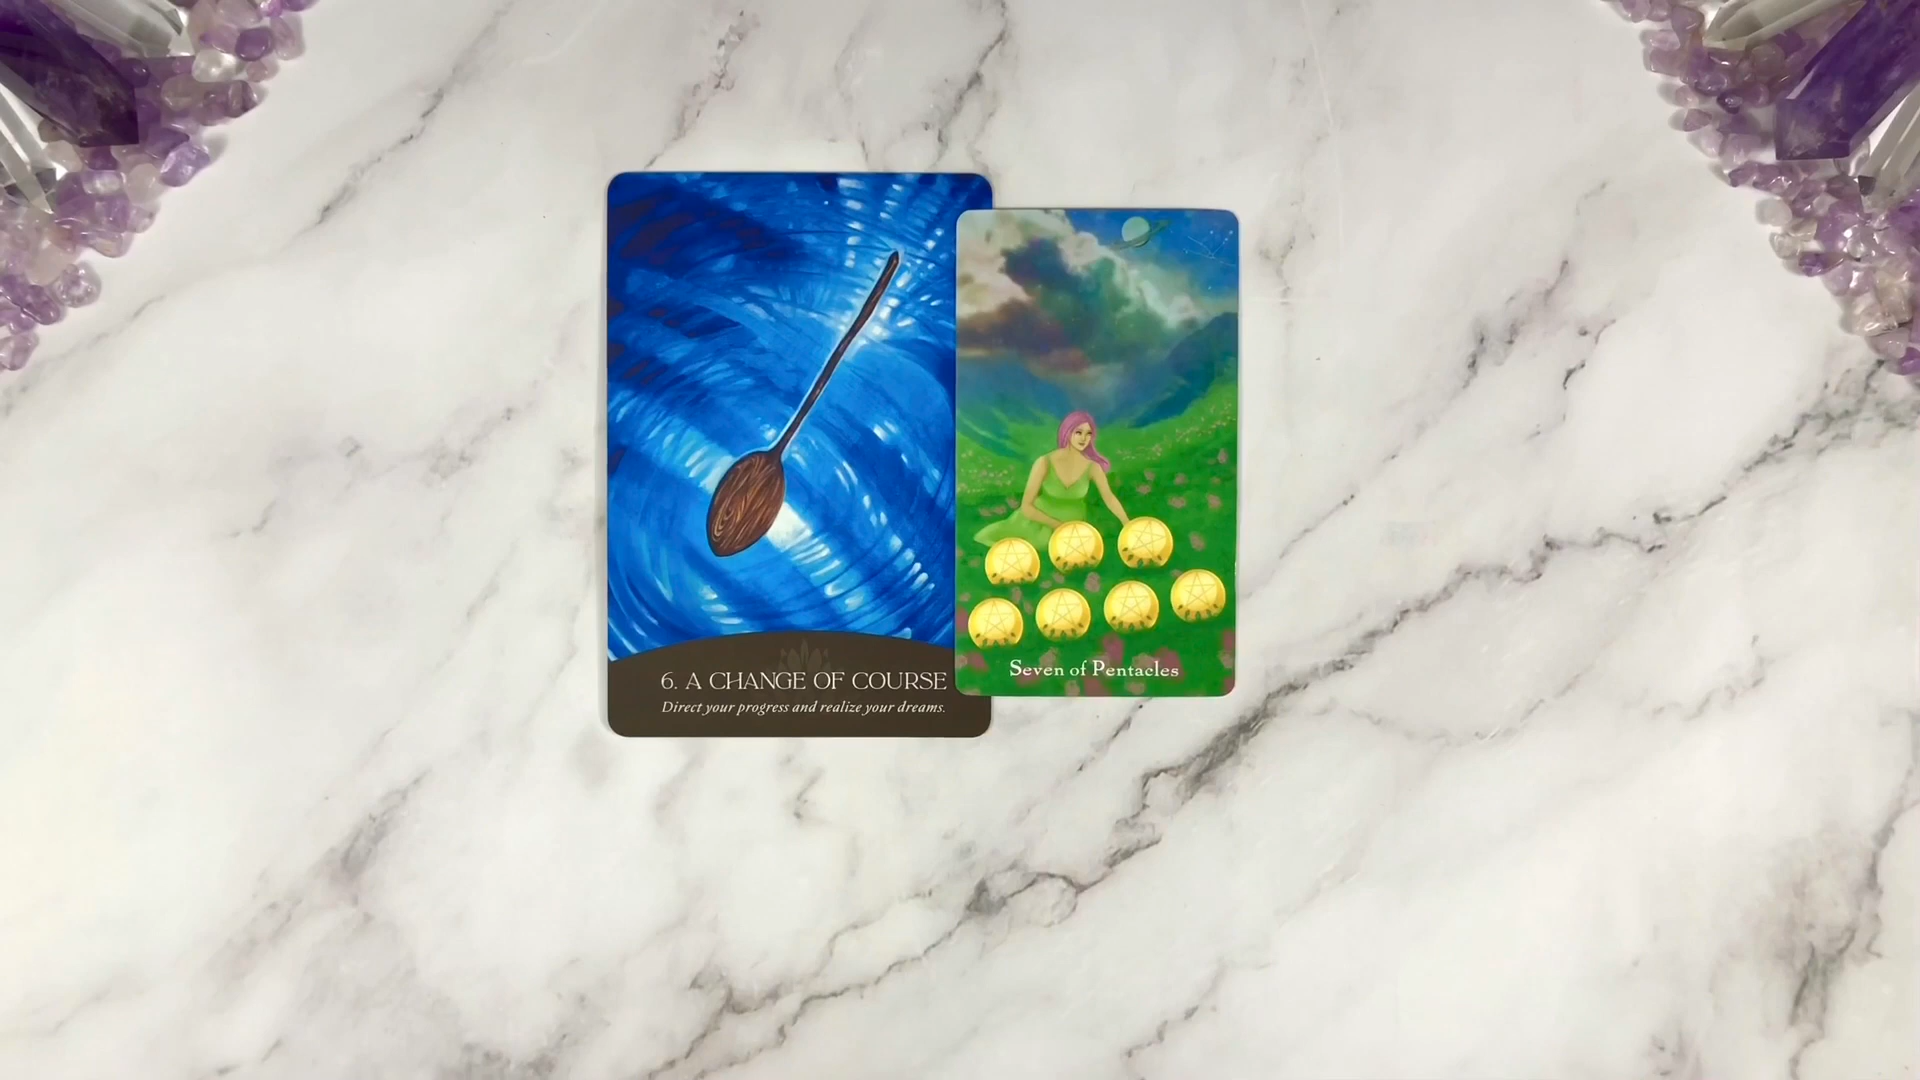 6. A CHANGE OF COURSE
Direct your progress and realize your dreams.
Seven of Pentacles